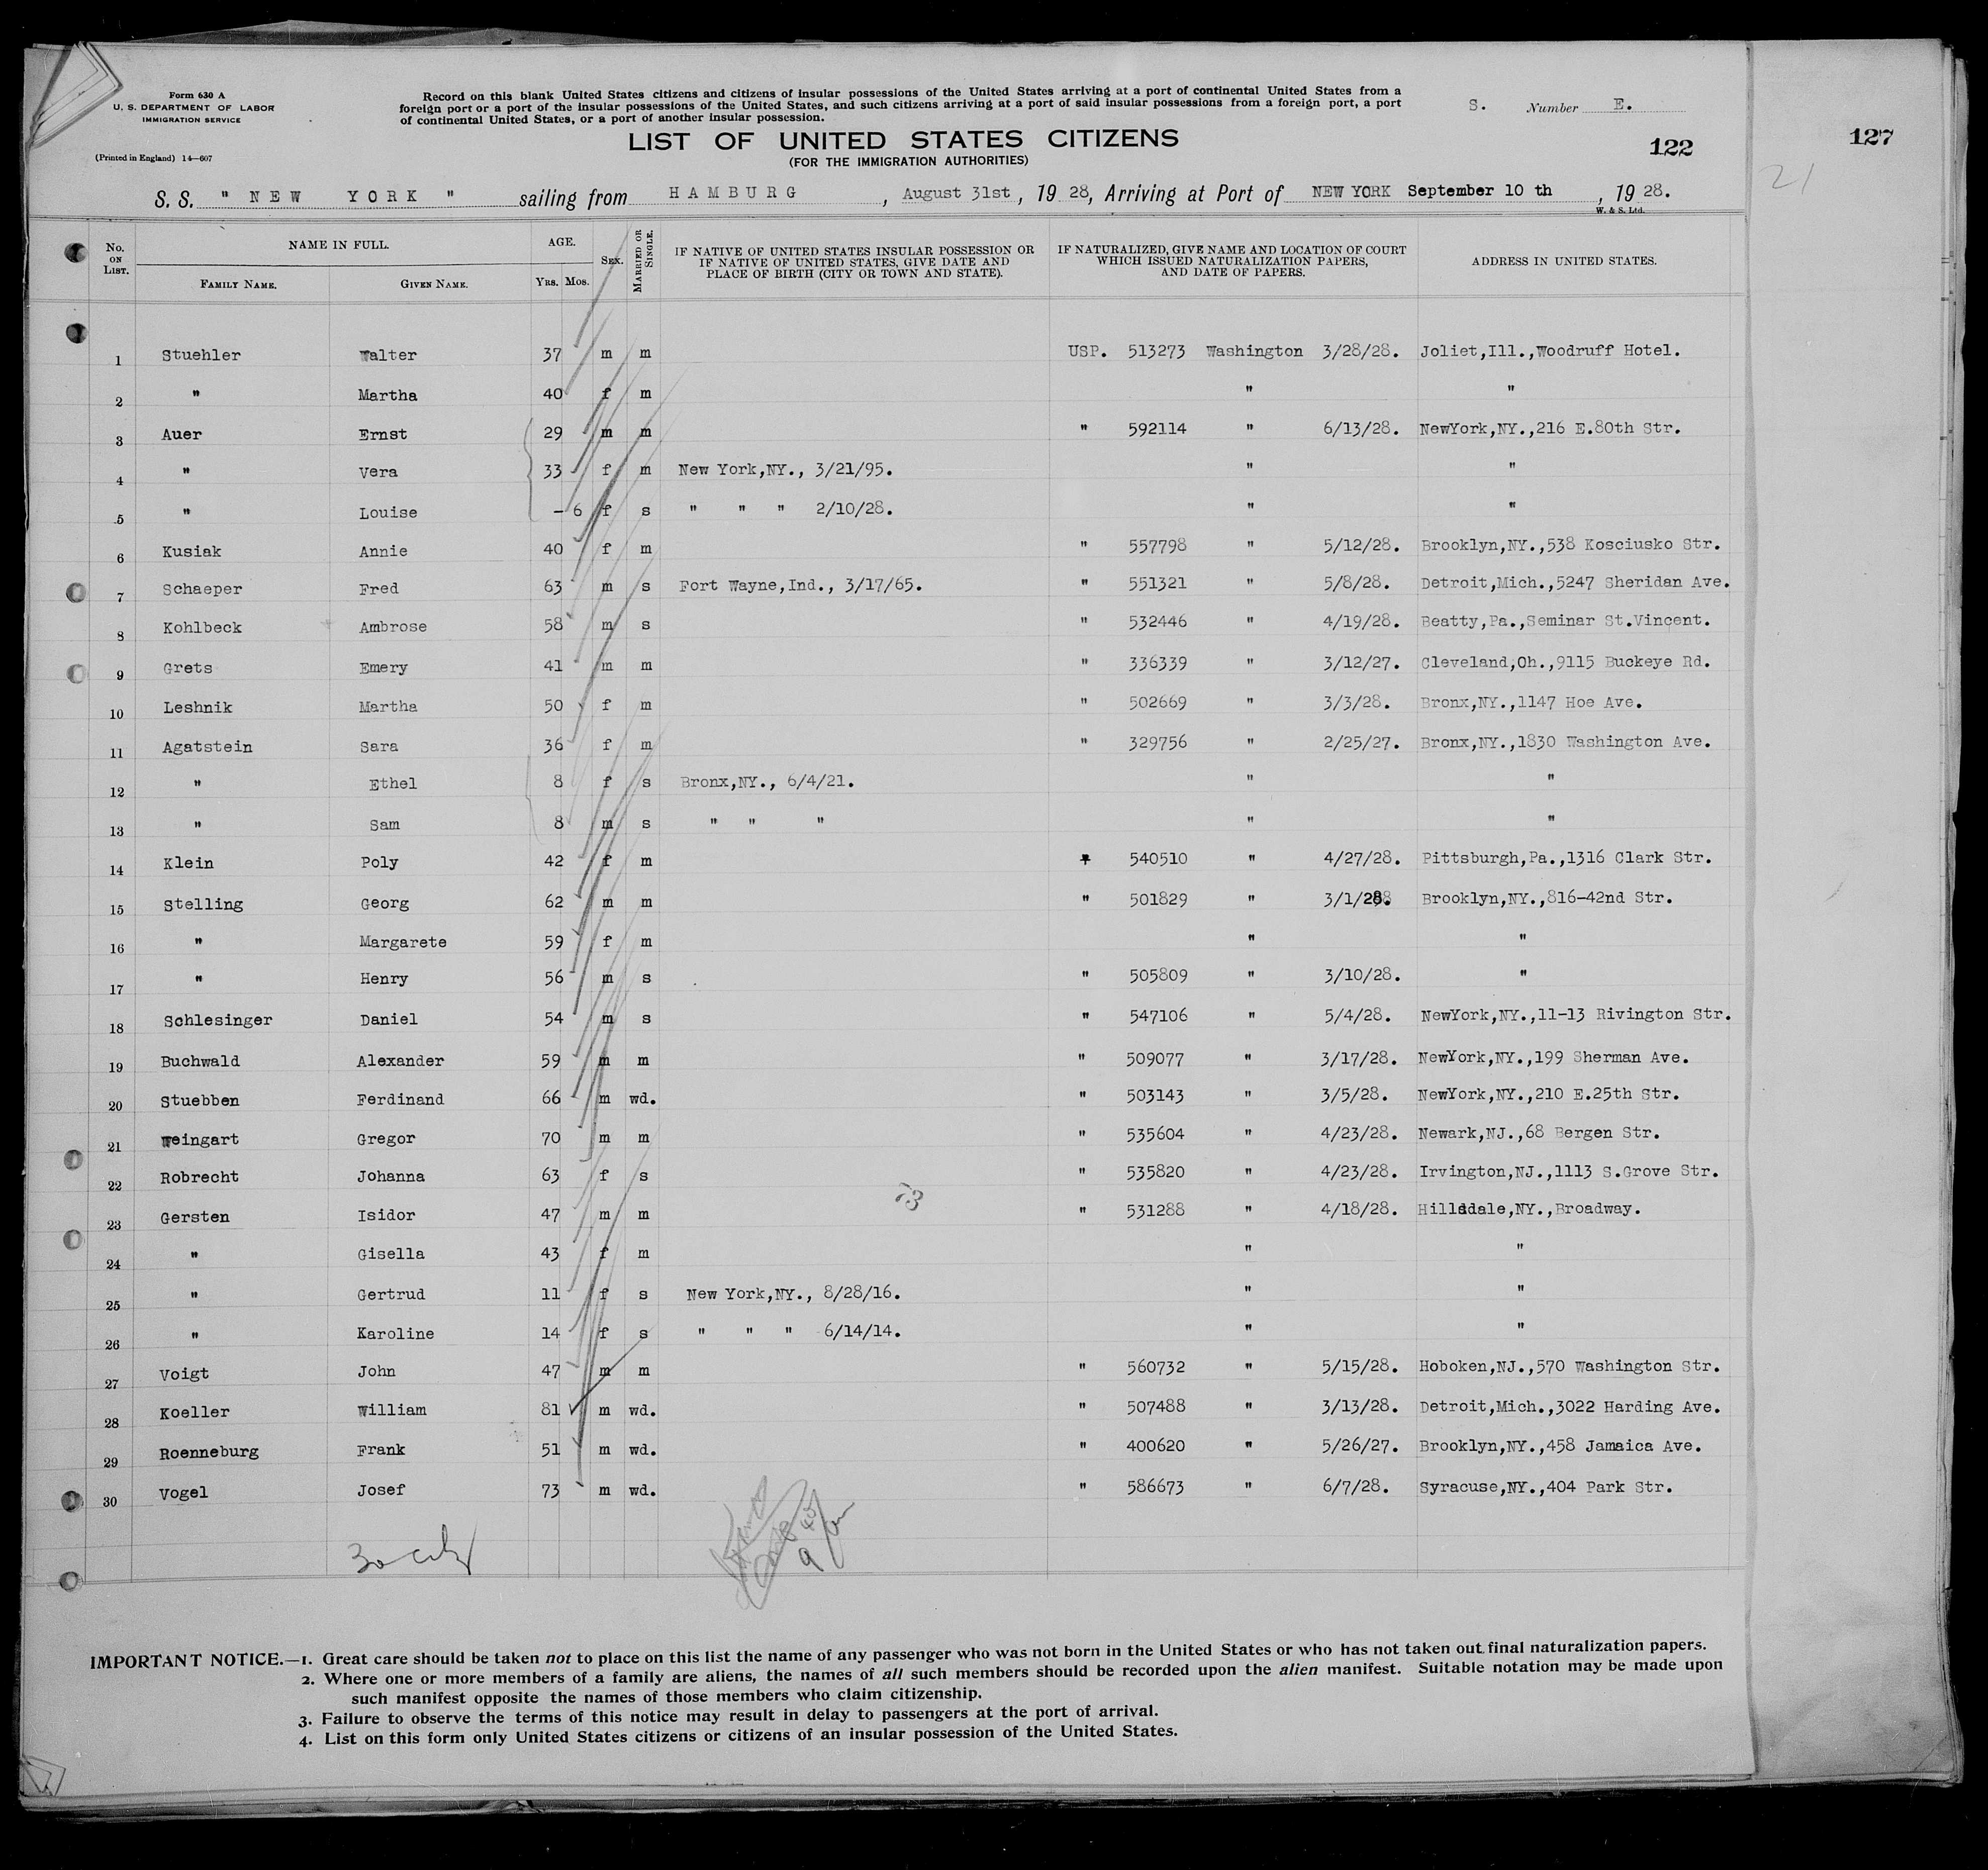 Form 630 A
U. S. DEPARTMENT OF LABOR
IMMIGRATION SERVICE
(Printed in England) 14—607
Record on this blank United States citizens and citizens of insular possessions of the United States arriving at a port of continental United States from a
foreign port or a port of the insular possessions of the United States, and such citizens arriving at a port of said insular possessions from a foreign port, a port
of continental United States, or a port of another insular possession.
S. Number E.
LIST OF UNITED STATES CITIZENS
(FOR THE IMMIGRATION AUTHORITIES)
122
127
21
S. S. " NEW YORK " sailing from HAMBURG, August 31st, 19 28, Arriving at Port of NEW YORK September 10 th, 19 28.
W. & S. Ltd.
No. ON LIST. NAME IN FULL. FAMILY NAME. GIVEN NAME. AGE. YRS. MOS. SEX. MARRIED OR SINGLE. IF NATIVE OF UNITED STATES INSULAR POSSESSION OR IF NATIVE OF UNITED STATES, GIVE DATE AND PLACE OF BIRTH (CITY OR TOWN AND STATE). IF NATURALIZED, GIVE NAME AND LOCATION OF COURT WHICH ISSUED NATURALIZATION PAPERS, AND DATE OF PAPERS. ADDRESS IN UNITED STATES.
1 Stuehler Walter 37 m m USP. 513273 Washington 3/28/28. Joliet,Ill.,Woodruff Hotel.
2 " Martha 40 f m " "
3 Auer Ernst 29 m m " 592114 " 6/13/28. NewYork,NY.,216 E.80th Str.
4 " Vera 33 f m New York,NY., 3/21/95. " "
5 " Louise - 6 f s " " " 2/10/28. " "
6 Kusiak Annie 40 f m " 557798 " 5/12/28. Brooklyn,NY.,538 Kosciusko Str.
7 Schaeper Fred 63 m s Fort Wayne,Ind., 3/17/65. " 551321 " 5/8/28. Detroit,Mich.,5247 Sheridan Ave.
8 Kohlbeck Ambrose 58 m s " 532446 " 4/19/28. Beatty,Pa.,Seminar St.Vincent.
9 Grets Emery 41 m m " 336339 " 3/12/27. Cleveland,Oh.,9115 Buckeye Rd.
10 Leshnik Martha 50 f m " 502669 " 3/3/28. Bronx,NY.,1147 Hoe Ave.
11 Agatstein Sara 36 f m " 329756 " 2/25/27. Bronx,NY.,1830 Washington Ave.
12 " Ethel 8 f s Bronx,NY., 6/4/21. " "
13 " Sam 8 m s " " " " "
14 Klein Poly 42 f m " 540510 " 4/27/28. Pittsburgh,Pa.,1316 Clark Str.
15 Stelling Georg 62 m m " 501829 " 3/1/28. Brooklyn,NY.,816-42nd Str.
16 " Margarete 59 f m " "
17 " Henry 56 m s " 505809 " 3/10/28. "
18 Schlesinger Daniel 54 m s " 547106 " 5/4/28. NewYork,NY.,11-13 Rivington Str.
19 Buchwald Alexander 59 m m " 509077 " 3/17/28. NewYork,NY.,199 Sherman Ave.
20 Stuebben Ferdinand 66 m wd. " 503143 " 3/5/28. NewYork,NY.,210 E.25th Str.
21 Weingart Gregor 70 m m " 535604 " 4/23/28. Newark,NJ.,68 Bergen Str.
22 Robrecht Johanna 63 f s " 535820 " 4/23/28. Irvington,NJ.,1113 S.Grove Str.
23 Gersten Isidor 47 m m 73 " 531288 " 4/18/28. Hillsdale,NY.,Broadway.
24 " Gisella 43 f m " "
25 " Gertrud 11 f s New York,NY., 8/28/16. " "
26 " Karoline 14 f s " " " 6/14/14. " "
27 Voigt John 47 m m " 560732 " 5/15/28. Hoboken,NJ.,570 Washington Str.
28 Koeller William 81 m wd. " 507488 " 3/13/28. Detroit,Mich.,3022 Harding Ave.
29 Roenneburg Frank 51 m wd. " 400620 " 5/26/27. Brooklyn,NY.,458 Jamaica Ave.
30 Vogel Josef 73 m wd. " 586673 " 6/7/28. Syracuse,NY.,404 Park Str.
30
IMPORTANT NOTICE.—1. Great care should be taken not to place on this list the name of any passenger who was not born in the United States or who has not taken out final naturalization papers.
2. Where one or more members of a family are aliens, the names of all such members should be recorded upon the alien manifest. Suitable notation may be made upon
such manifest opposite the names of those members who claim citizenship.
3. Failure to observe the terms of this notice may result in delay to passengers at the port of arrival.
4. List on this form only United States citizens or citizens of an insular possession of the United States.